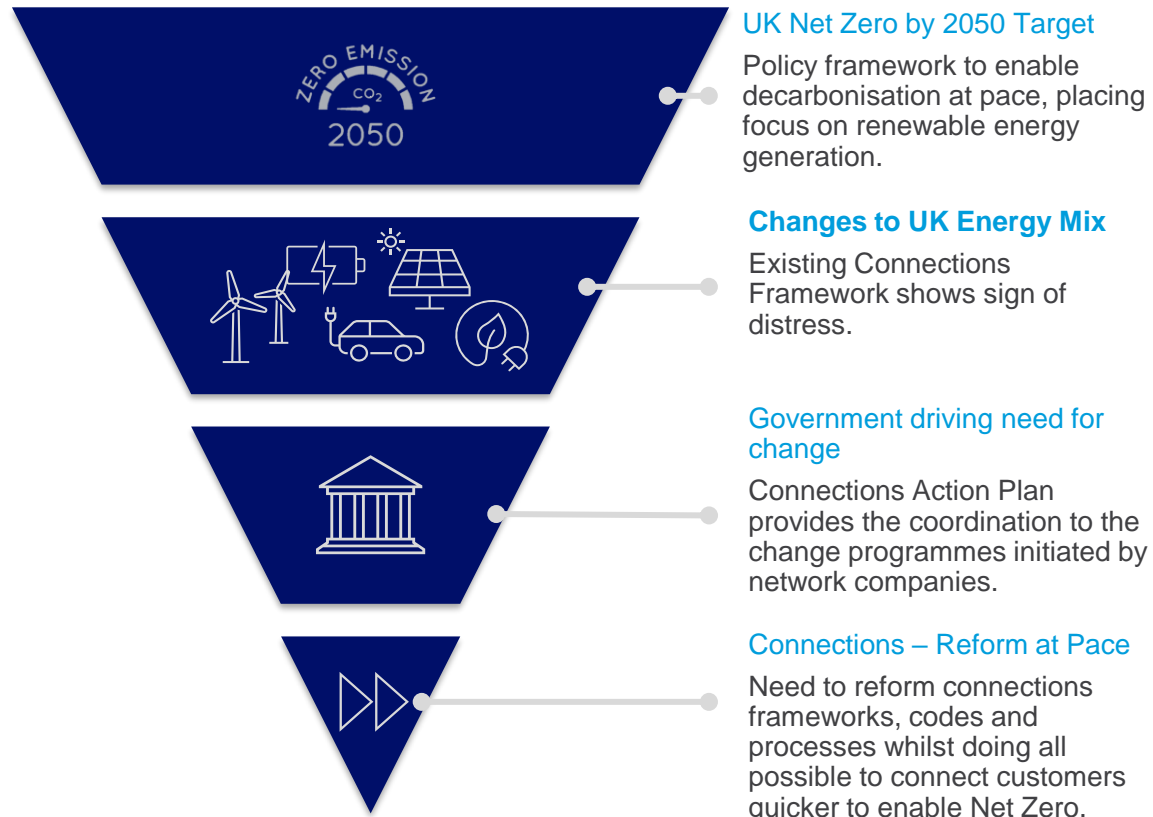 ZERO EMISSION
CO₂
2050
UK Net Zero by 2050 Target
Policy framework to enable
decarbonisation at pace, placing
focus on renewable energy
generation.
Changes to UK Energy Mix
Existing Connections
Framework shows sign of
distress.
Government driving need for
change
Connections Action Plan
provides the coordination to the
change programmes initiated by
network companies.
Connections – Reform at Pace
Need to reform connections
frameworks, codes and
processes whilst doing all
possible to connect customers
quicker to enable Net Zero.